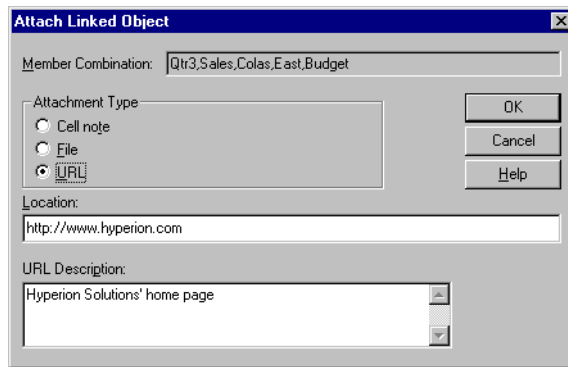 Attach Linked Object
Member Combination: Qtr3,Sales,Colas,East,Budget
Attachment Type
Cell note
File
URL
OK
Cancel
Help
Location:
http://www.hyperion.com
URL Description:
Hyperion Solutions' home page